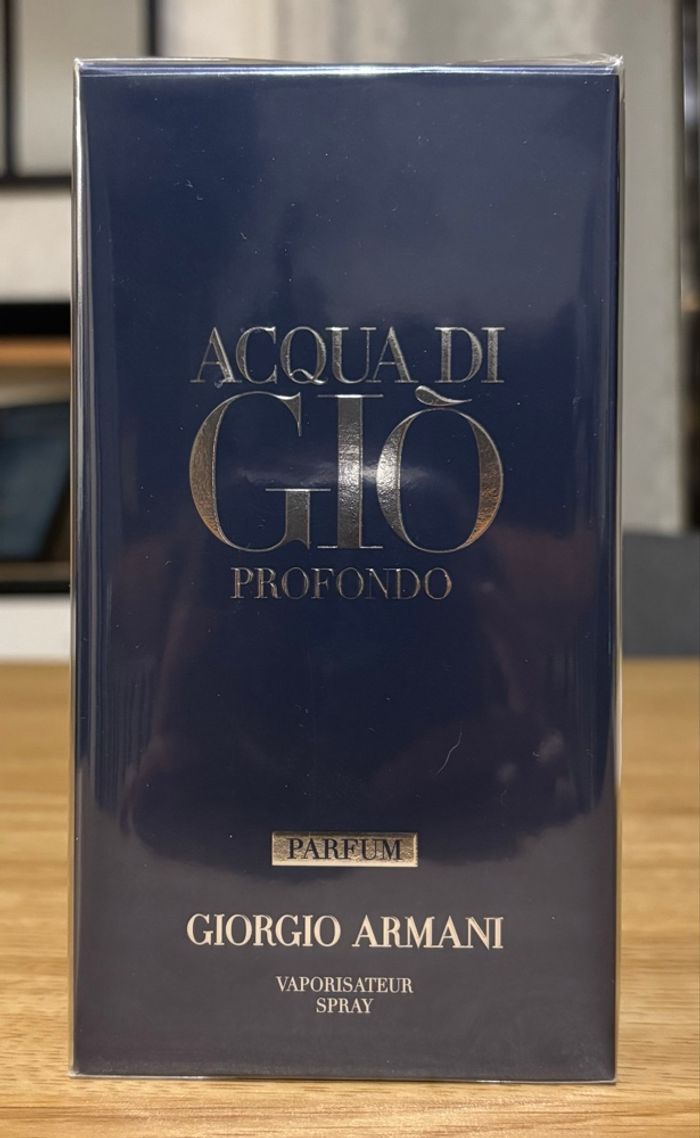 ACQUA DI
GIÒ
PROFONDO
PARFUM
GIORGIO ARMANI
VAPORISATEUR
SPRAY